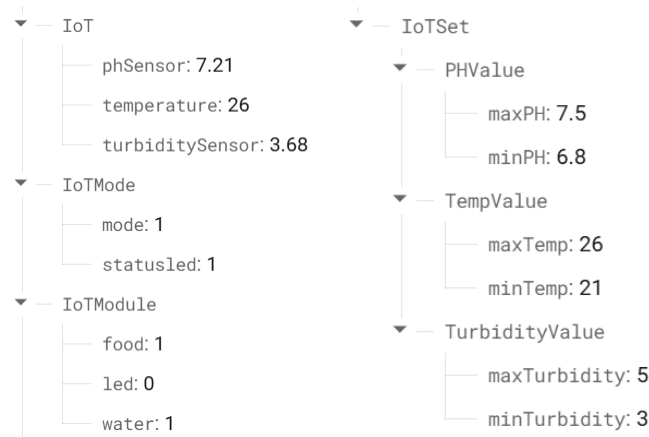 IoT
phSensor: 7.21
temperature: 26
turbiditySensor: 3.68
IoTMode
mode: 1
statusled: 1
IoTModule
food: 1
led: 0
water: 1
IoTSet
PHValue
maxPH: 7.5
minPH: 6.8
TempValue
maxTemp: 26
minTemp: 21
TurbidityValue
maxTurbidity: 5
minTurbidity: 3